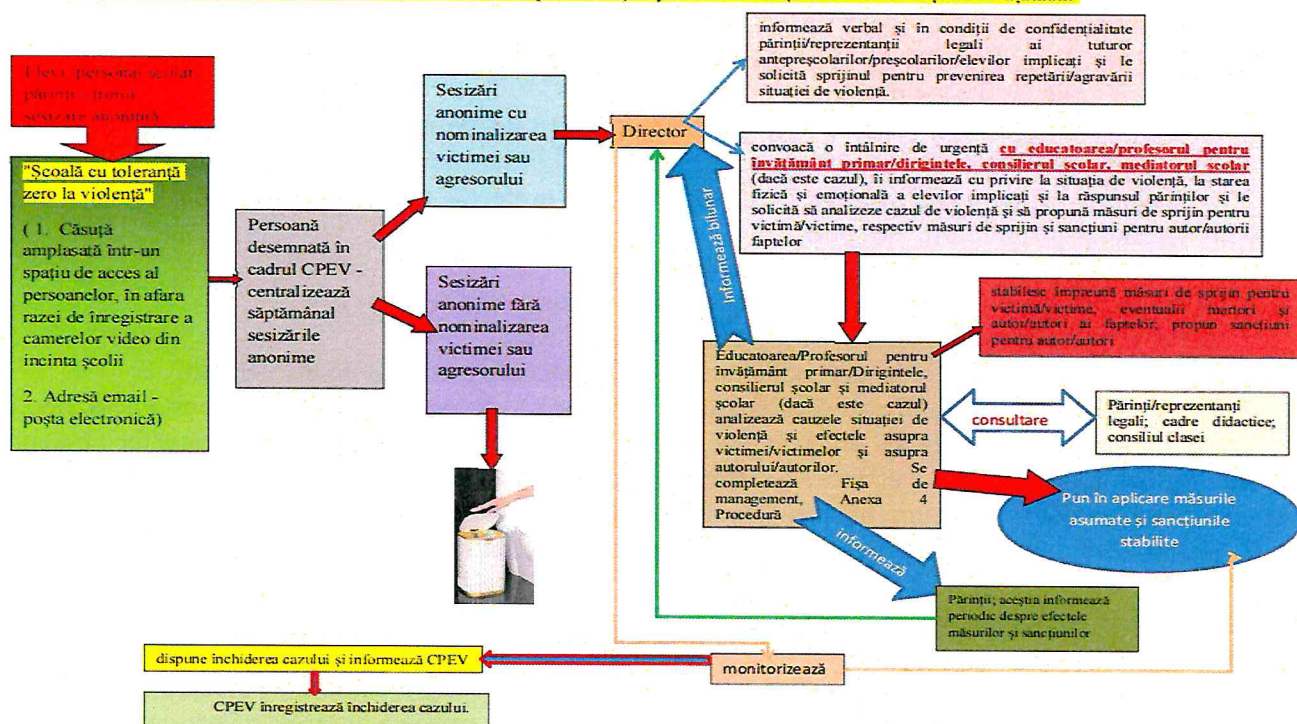 Elevi, personal școlar,
părinți - trimit
sesizare anonimă
"Școală cu toleranță
zero la violență"
( 1. Căsuță
amplasată într-un
spațiu de acces al
persoanelor, în afara
razei de înregistrare a
camerelor video din
incinta școlii
2. Adresă email -
poșta electronică)
Persoană
desemnată în
cadrul CPEV -
centralizează
săptămânal
sesizările
anonime
Sesizări
anonime cu
nominalizarea
victimei sau
agresorului
Sesizări
anonime fără
nominalizarea
victimei sau
agresorului
Director
informează verbal și în condiții de confidențialitate
părinții/reprezentanții legali ai tuturor
antepreșcolarilor/preșcolarilor/elevilor implicați și le
solicită sprijinul pentru prevenirea repetării/agravării
situației de violență.
convoacă o întâlnire de urgență cu educatoarea/profesorul pentru
învățământ primar/dirigintele, consilierul școlar, mediatorul școlar
(dacă este cazul), îi informează cu privire la situația de violență, la starea
fizică și emoțională a elevilor implicați și la răspunsul părinților și le
solicită să analizeze cazul de violență și să propună măsuri de sprijin pentru
victimă/victime, respectiv măsuri de sprijin și sancțiuni pentru autor/autorii
faptelor
Informează bilunar
stabilesc împreună măsuri de sprijin pentru
victimă/victime, eventualii martori și
autor/autori ai faptelor; propun sancțiuni
pentru autor/autori
Educatoarea/Profesorul pentru
învățământ primar/Dirigintele,
consilierul școlar și mediatorul
școlar (dacă este cazul)
analizează cauzele situației de
violență și efectele asupra
victimei/victimelor și asupra
autorului/autorilor. Se
completează Fișa de
management, Anexa 4
Procedură
consultare
Părinți/reprezentanți
legali; cadre didactice;
consiliul clasei
Pun în aplicare măsurile
asumate și sancțiunile
stabilite
informează
Părinții; aceștia informează
periodic despre efectele
măsurilor și sancțiunilor
monitorizează
dispune închiderea cazului și informează CPEV
CPEV înregistrează închiderea cazului.